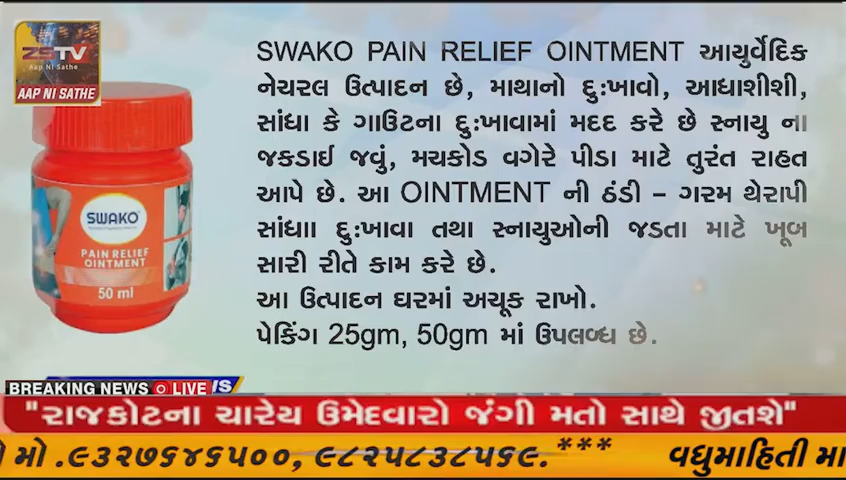 ZSTV
Aap Ni Sathe
AAP NI SATHE
SWAKO PAIN RELIEF OINTMENT આયુર્વેદિક
નેચરલ ઉત્પાદન છે, માથાનો દુઃખાવો, આધાશીશી,
સાંધા કે ગાઉટના દુઃખાવામાં મદદ કરે છે સ્નાયુ ના
જકડાઈ જવું, મચકોડ વગેરે પીડા માટે તુરંત રાહત
આપે છે. આ OINTMENT ની ઠંડી – ગરમ થેરાપી
સાંધાા દુઃખાવા તથા સ્નાયુઓની જડતા માટે ખૂબ
સારી રીતે કામ કરે છે.
આ ઉત્પાદન ઘરમાં અચૂક રાખો.
પેકિંગ 25gm, 50gm માં ઉપલબ્ધ છે.
SWAKO
PAIN RELIEF
OINTMENT
50 ml
BREAKING NEWS LIVE
"રાજકોટના ચારેય ઉમેદવારો જંગી મતો સાથે જીતશે"
મો .૯૩૨૭૬૪૬૫૦૦, ૯૮૨૫૮૩૮૫૬૯.*** વધુમાહિતી મા